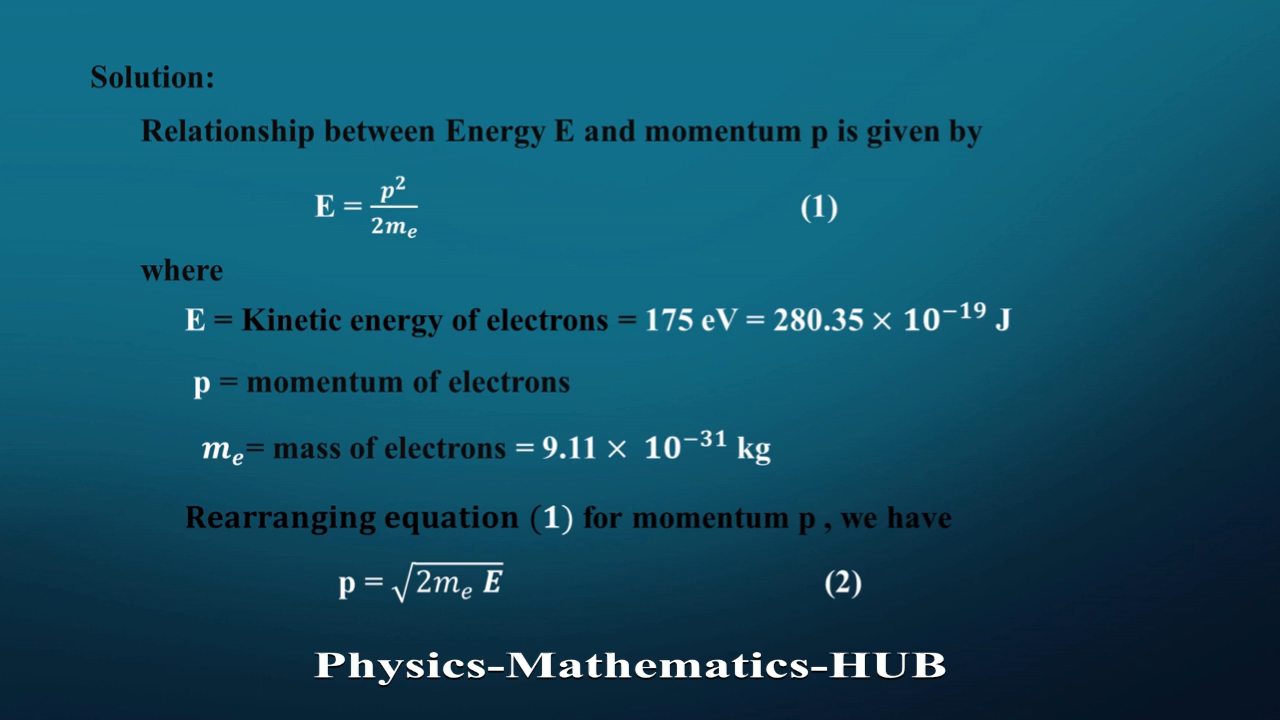 Solution:
Relationship between Energy E and momentum p is given by
E = p²/2mₑ (1)
where
E = Kinetic energy of electrons = 175 eV = 280.35 × 10⁻¹⁹ J
p = momentum of electrons
mₑ= mass of electrons = 9.11 × 10⁻³¹ kg
Rearranging equation (1) for momentum p , we have
p = √(2mₑ E) (2)
Physics-Mathematics-HUB